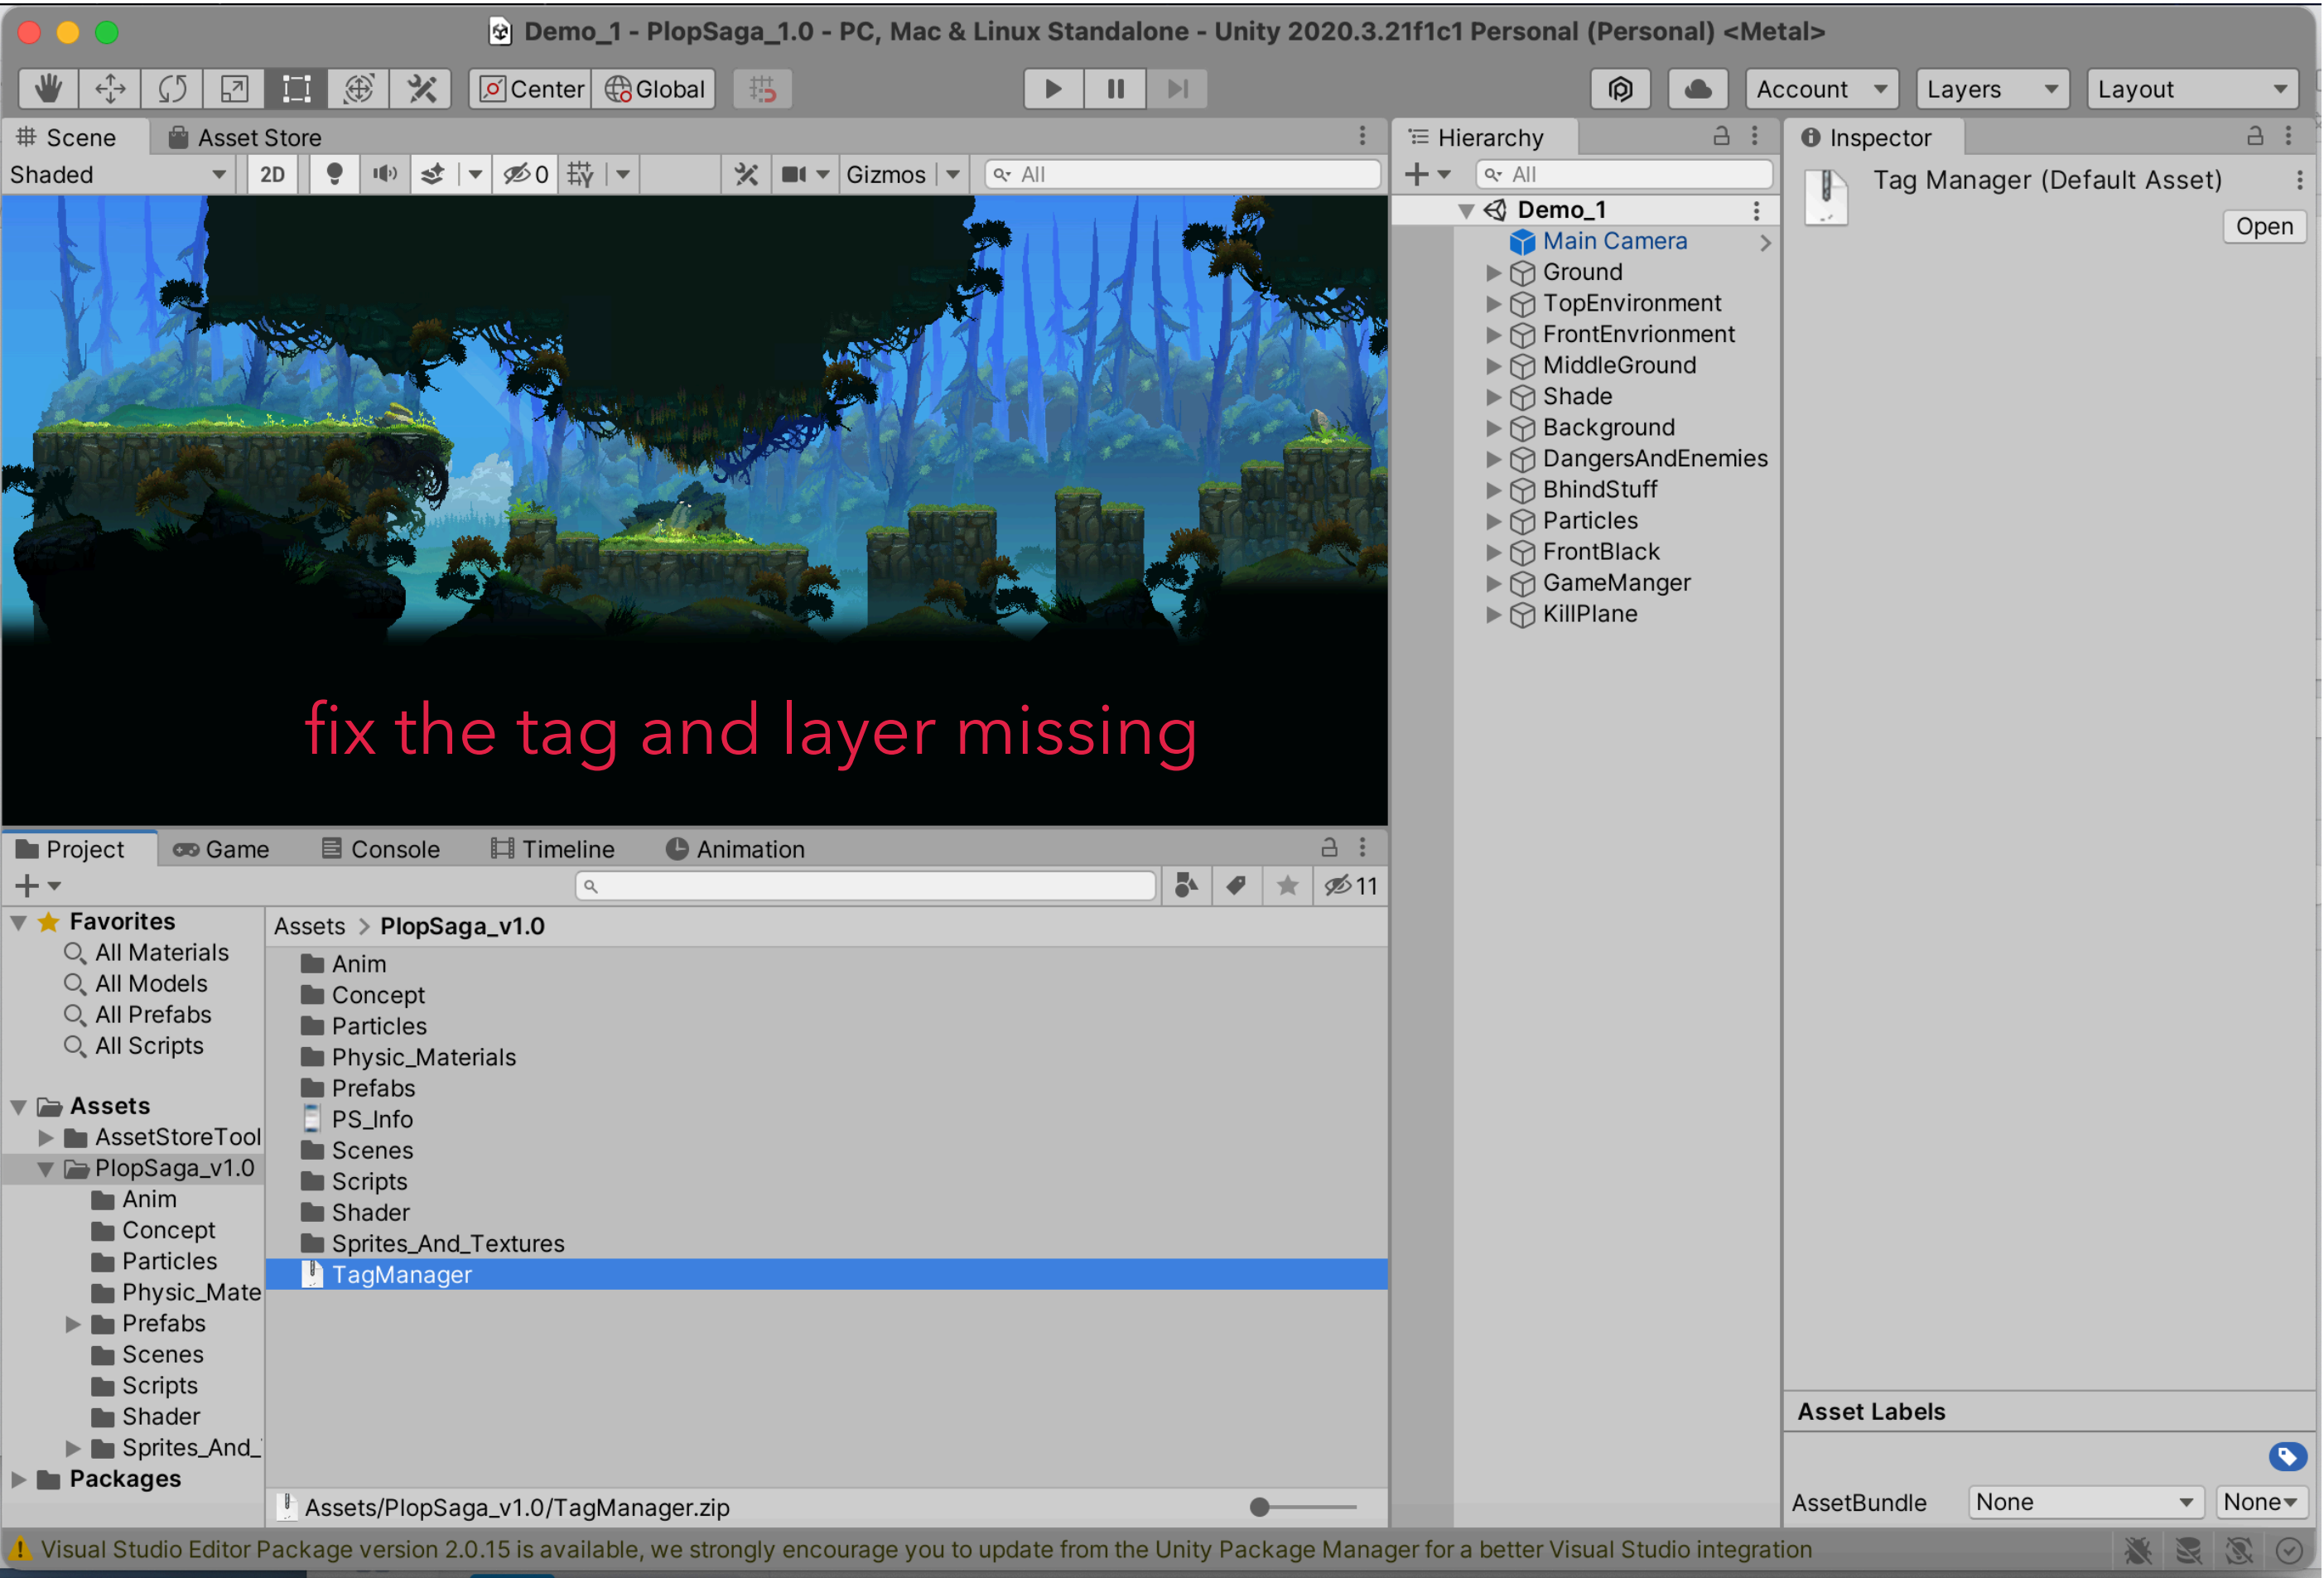 Demo_1 - PlopSaga_1.0 - PC, Mac & Linux Standalone - Unity 2020.3.21f1c1 Personal (Personal) <Metal>
Center Global Account Layers Layout
Scene Asset Store
Shaded 2D 0 Gizmos All
fix the tag and layer missing
Hierarchy
All
Demo_1
Main Camera
Ground
TopEnvironment
FrontEnvrionment
MiddleGround
Shade
Background
DangersAndEnemies
BhindStuff
Particles
FrontBlack
GameManger
KillPlane
Inspector
Tag Manager (Default Asset)
Open
Project Game Console Timeline Animation
11
Favorites
All Materials
All Models
All Prefabs
All Scripts
Assets
AssetStoreTool
PlopSaga_v1.0
Anim
Concept
Particles
Physic_Mate
Prefabs
Scenes
Scripts
Shader
Sprites_And_
Packages
Assets > PlopSaga_v1.0
Anim
Concept
Particles
Physic_Materials
Prefabs
PS_Info
Scenes
Scripts
Shader
Sprites_And_Textures
TagManager
Assets/PlopSaga_v1.0/TagManager.zip
Asset Labels
AssetBundle None None
Visual Studio Editor Package version 2.0.15 is available, we strongly encourage you to update from the Unity Package Manager for a better Visual Studio integration